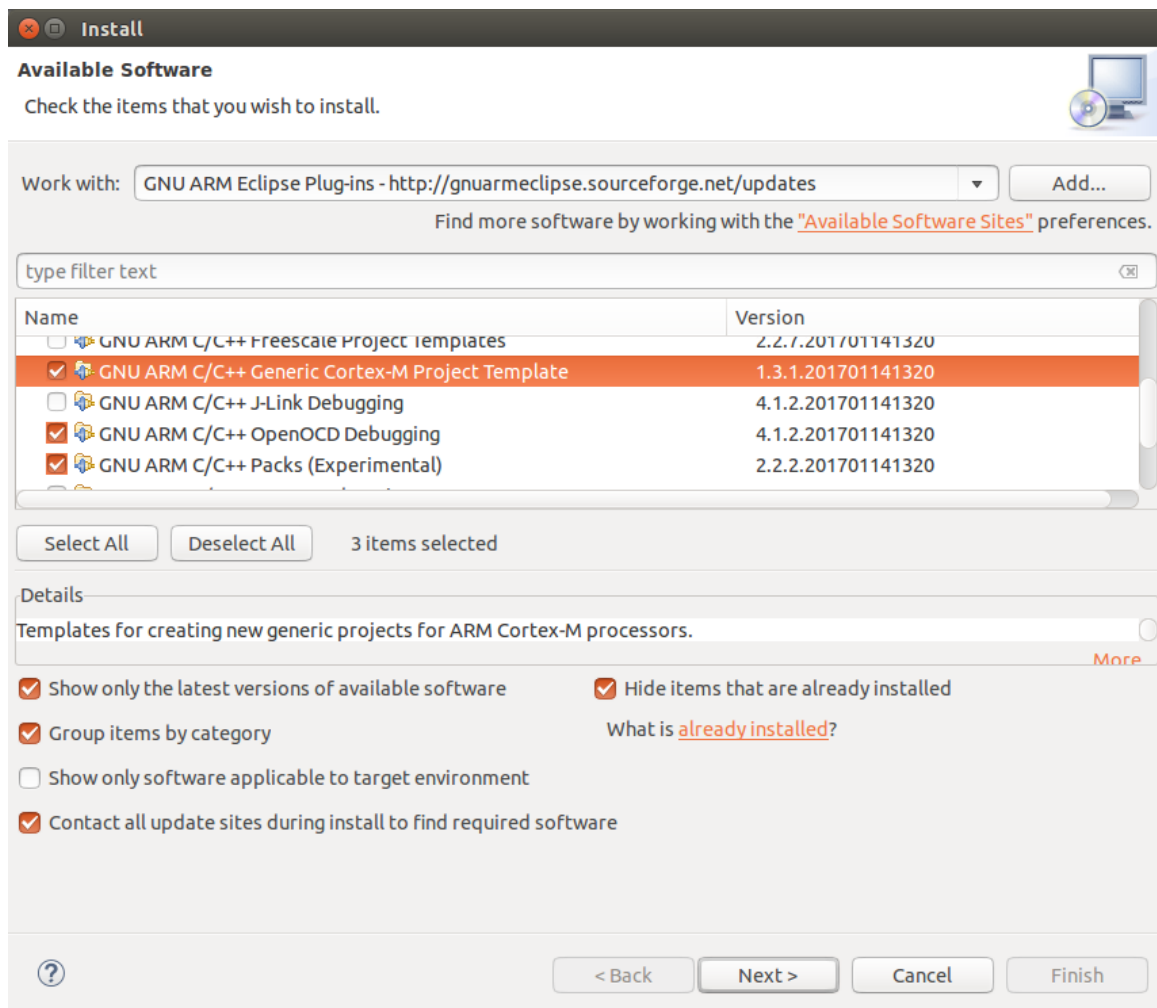 Install
Available Software
Check the items that you wish to install.
Work with: GNU ARM Eclipse Plug-ins - http://gnuarmeclipse.sourceforge.net/updates Add...
Find more software by working with the "Available Software Sites" preferences.
type filter text
Name Version
GNU ARM C/C++ Freescale Project Templates 2.2.7.201701141320
GNU ARM C/C++ Generic Cortex-M Project Template 1.3.1.201701141320
GNU ARM C/C++ J-Link Debugging 4.1.2.201701141320
GNU ARM C/C++ OpenOCD Debugging 4.1.2.201701141320
GNU ARM C/C++ Packs (Experimental) 2.2.2.201701141320
Select All Deselect All 3 items selected
Details
Templates for creating new generic projects for ARM Cortex-M processors.
More
Show only the latest versions of available software Hide items that are already installed
Group items by category What is already installed?
Show only software applicable to target environment
Contact all update sites during install to find required software
? < Back Next > Cancel Finish